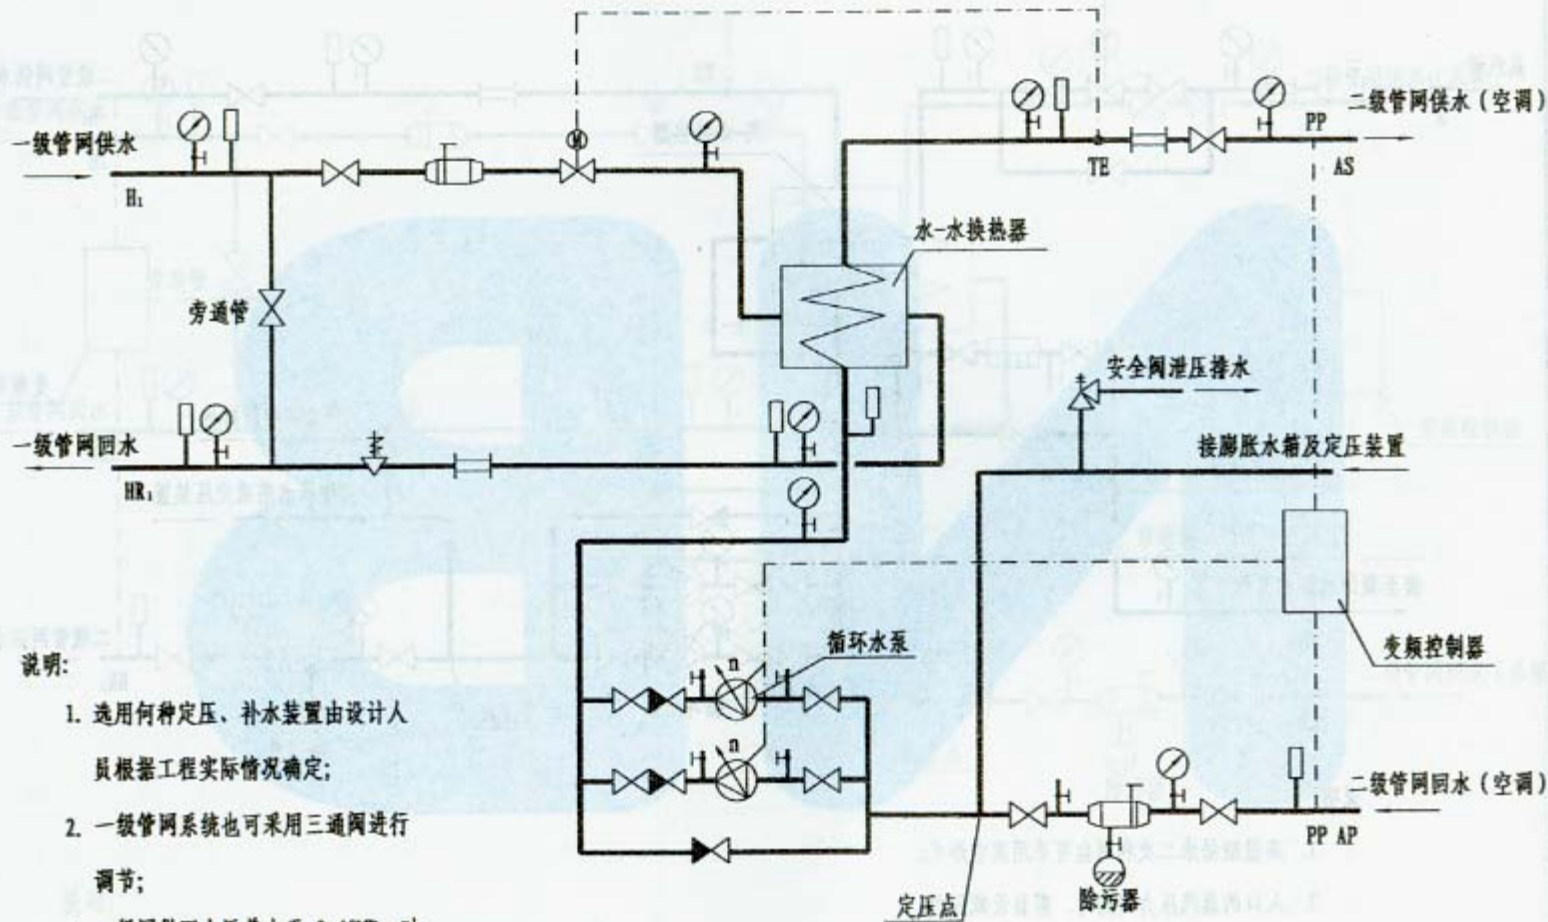 二级管网供水（空调）
PP
一级管网供水
TE
AS
H₁
水-水换热器
旁通管
安全阀泄压排水
一级管网回水
接膨胀水箱及定压装置
HR₁
循环水泵
变频控制器
说明：
n
1. 选用何种定压、补水装置由设计人
员根据工程实际情况确定；
n
二级管网回水（空调）
2. 一级管网系统也可采用三通阀进行
PP AP
调节；
定压点
除污器